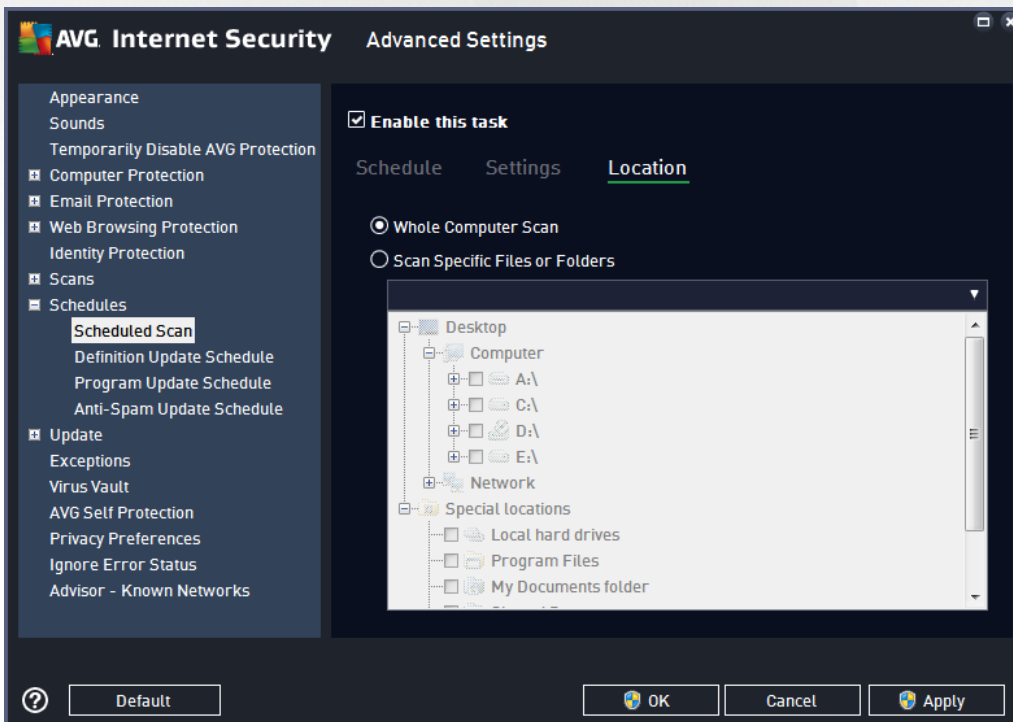 AVG Internet Security Advanced Settings
Appearance
Sounds
Temporarily Disable AVG Protection
Computer Protection
Email Protection
Web Browsing Protection
Identity Protection
Scans
Schedules
Scheduled Scan
Definition Update Schedule
Program Update Schedule
Anti-Spam Update Schedule
Update
Exceptions
Virus Vault
AVG Self Protection
Privacy Preferences
Ignore Error Status
Advisor - Known Networks
Enable this task
Schedule Settings Location
Whole Computer Scan
Scan Specific Files or Folders
Desktop
Computer
A:\
C:\
D:\
E:\
Network
Special locations
Local hard drives
Program Files
My Documents folder
? Default OK Cancel Apply